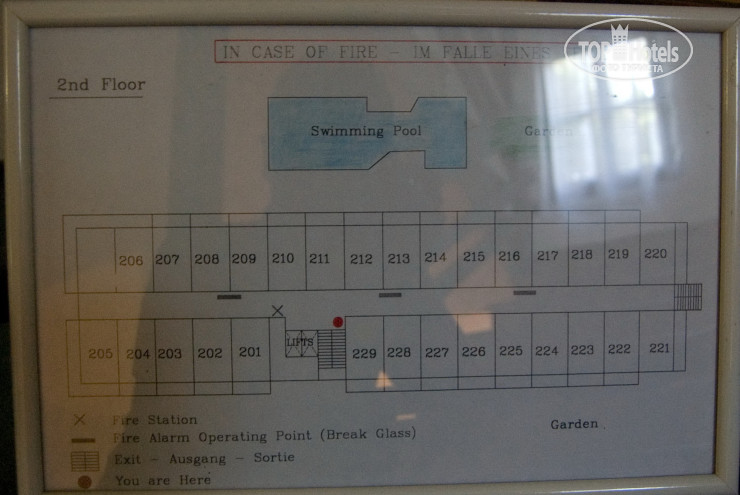 IN CASE OF FIRE - IM FALLE EINES
TOP Hotels
ФОТО ТУРИСТА
2nd Floor
Swimming Pool
Garden
206 207 208 209 210 211 212 213 214 215 216 217 218 219 220
205 204 203 202 201 LIFTS 229 228 227 226 225 224 223 222 221
Fire Station
Garden
Fire Alarm Operating Point (Break Glass)
Exit - Ausgang - Sortie
You are Here